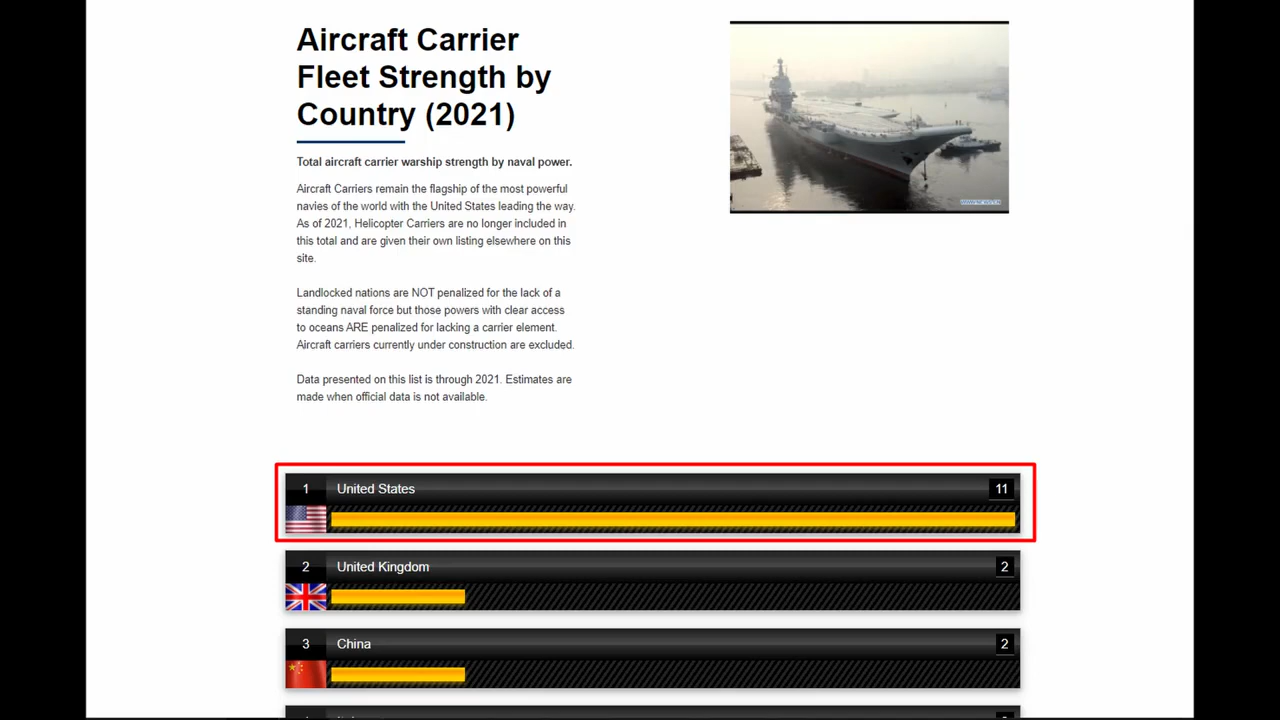 Aircraft Carrier
Fleet Strength by
Country (2021)
Total aircraft carrier warship strength by naval power.
Aircraft Carriers remain the flagship of the most powerful
navies of the world with the United States leading the way.
As of 2021, Helicopter Carriers are no longer included in
this total and are given their own listing elsewhere on this
site.
Landlocked nations are NOT penalized for the lack of a
standing naval force but those powers with clear access
to oceans ARE penalized for lacking a carrier element.
Aircraft carriers currently under construction are excluded.
Data presented on this list is through 2021. Estimates are
made when official data is not available.
1 United States 11
2 United Kingdom 2
3 China 2